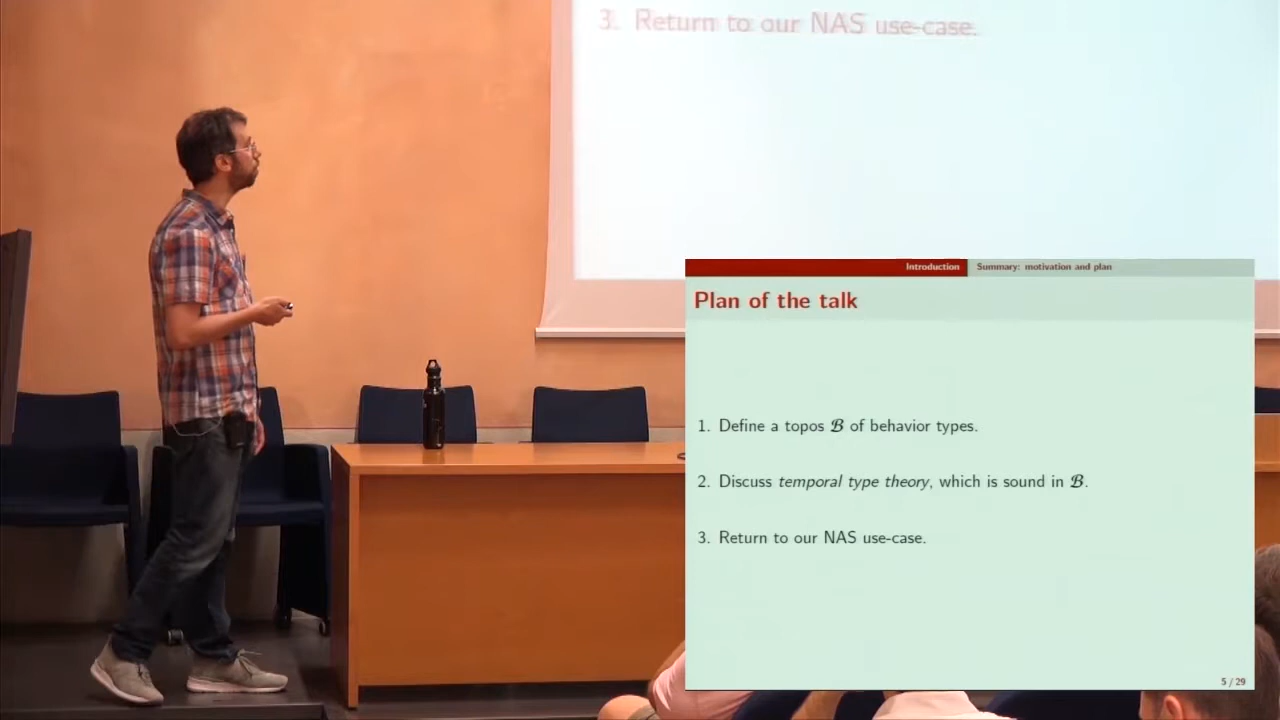 3. Return to our NAS use-case.
Introduction Summary: motivation and plan
Plan of the talk
1. Define a topos ℬ of behavior types.
2. Discuss temporal type theory, which is sound in ℬ.
3. Return to our NAS use-case.
5 / 29